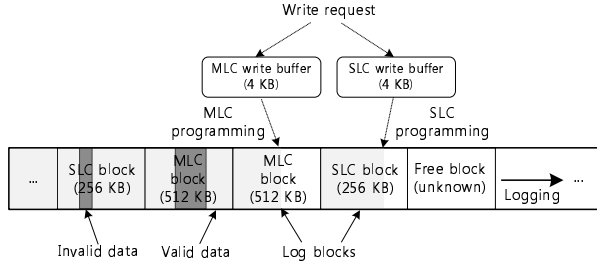 Write request
MLC write buffer
(4 KB)
SLC write buffer
(4 KB)
MLC
programming
SLC
programming
...
SLC block
(256 KB)
MLC
block
(512 KB)
MLC
block
(512 KB)
SLC block
(256 KB)
Free block
(unknown)
Logging
...
Invalid data
Valid data
Log blocks